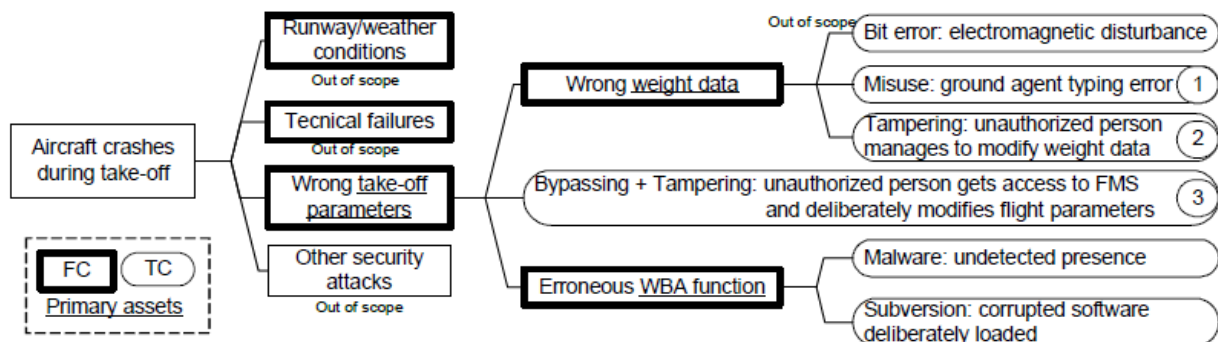 Aircraft crashes
during take-off
FC
TC
Primary assets
Runway/weather
conditions
Out of scope
Tecnical failures
Out of scope
Wrong take-off
parameters
Other security
attacks
Out of scope
Wrong weight data
Out of scope
Bit error: electromagnetic disturbance
Misuse: ground agent typing error
1
Tampering: unauthorized person
manages to modify weight data
2
Bypassing + Tampering: unauthorized person gets access to FMS
and deliberately modifies flight parameters
3
Erroneous WBA function
Malware: undetected presence
Subversion: corrupted software
deliberately loaded